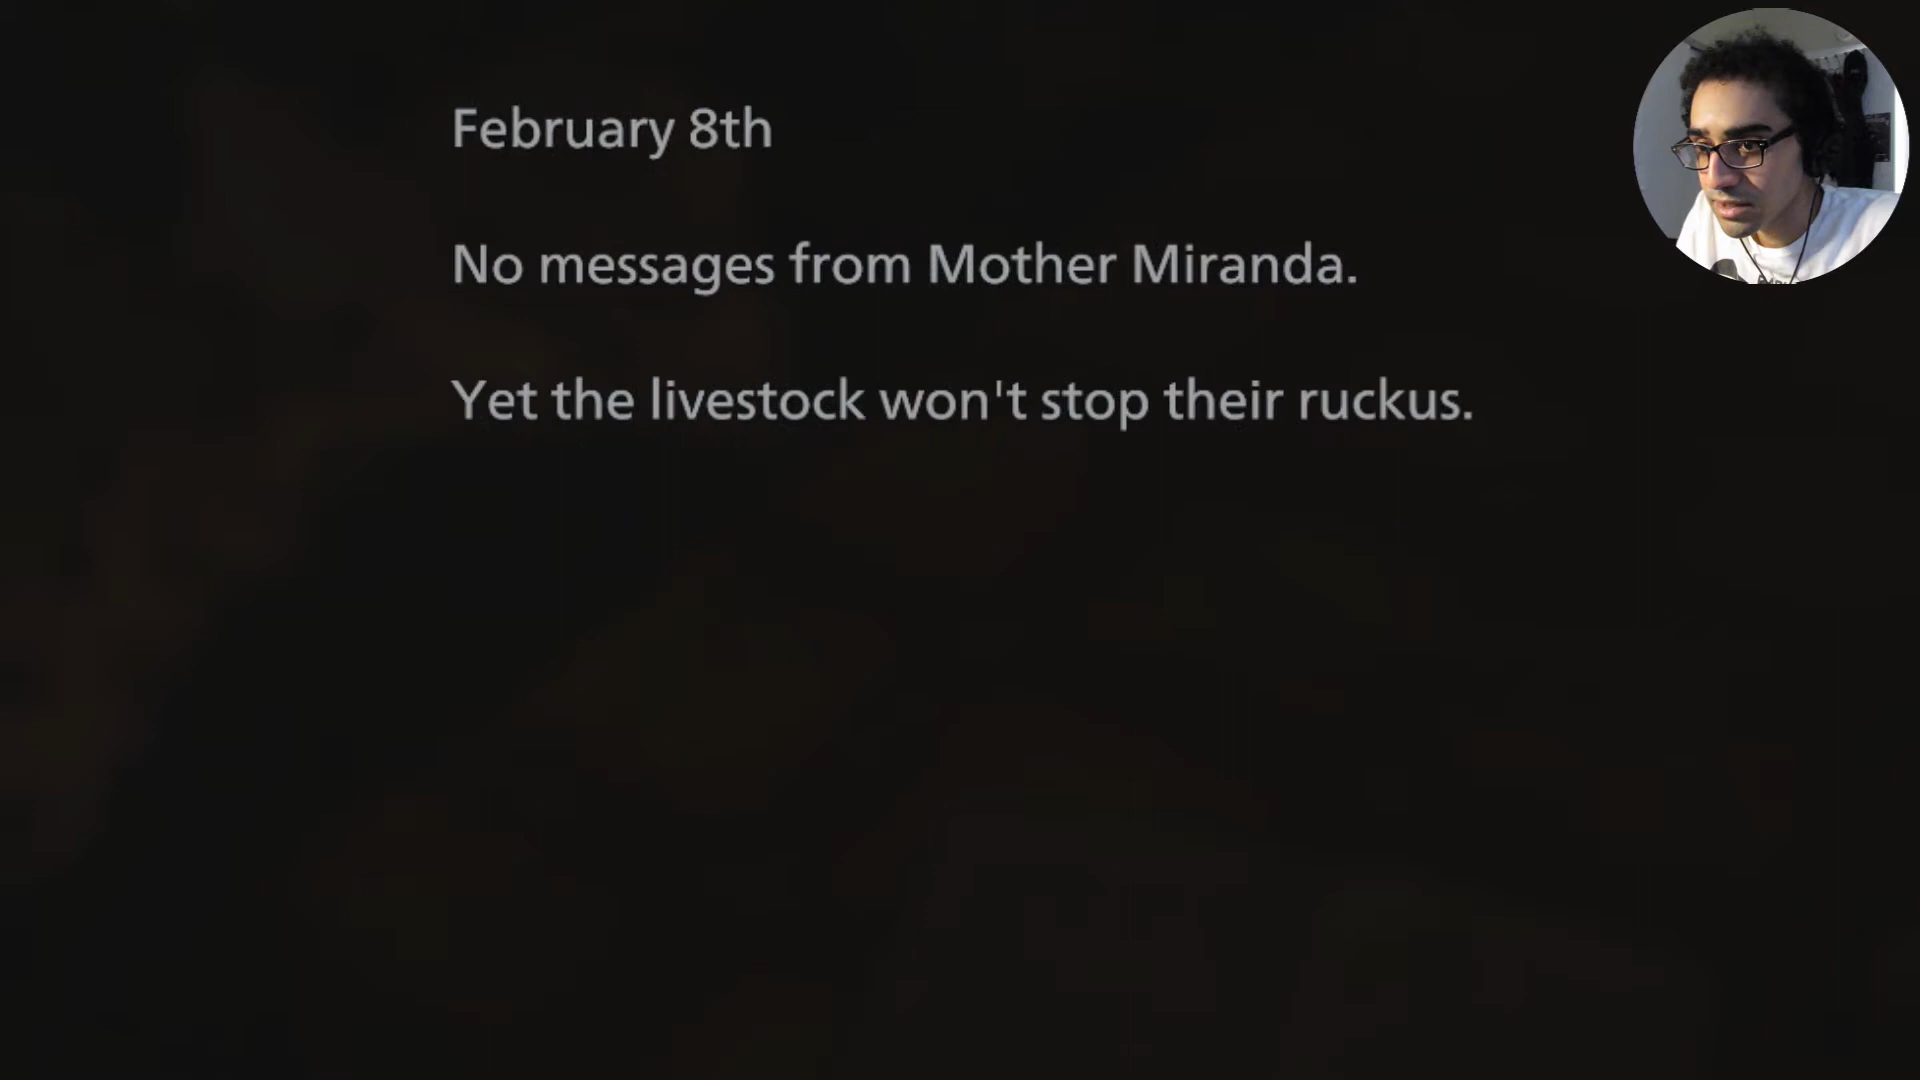 February 8th
No messages from Mother Miranda.
Yet the livestock won't stop their ruckus.